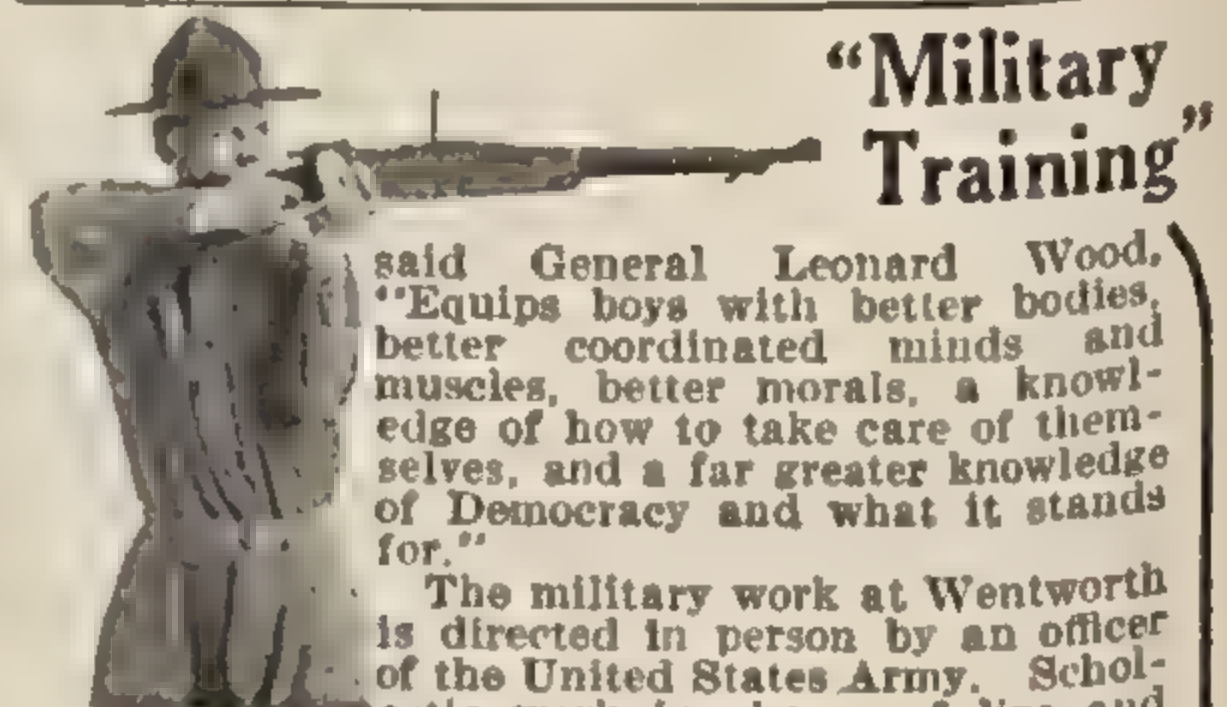 “Military
Training”
said General Leonard Wood,
“Equips boys with better bodies,
better coordinated minds and
muscles, better morals, a knowl-
edge of how to take care of them-
selves, and a far greater knowledge
of Democracy and what it stands
for.”
The military work at Wentworth
is directed in person by an officer
of the United States Army. Schol-